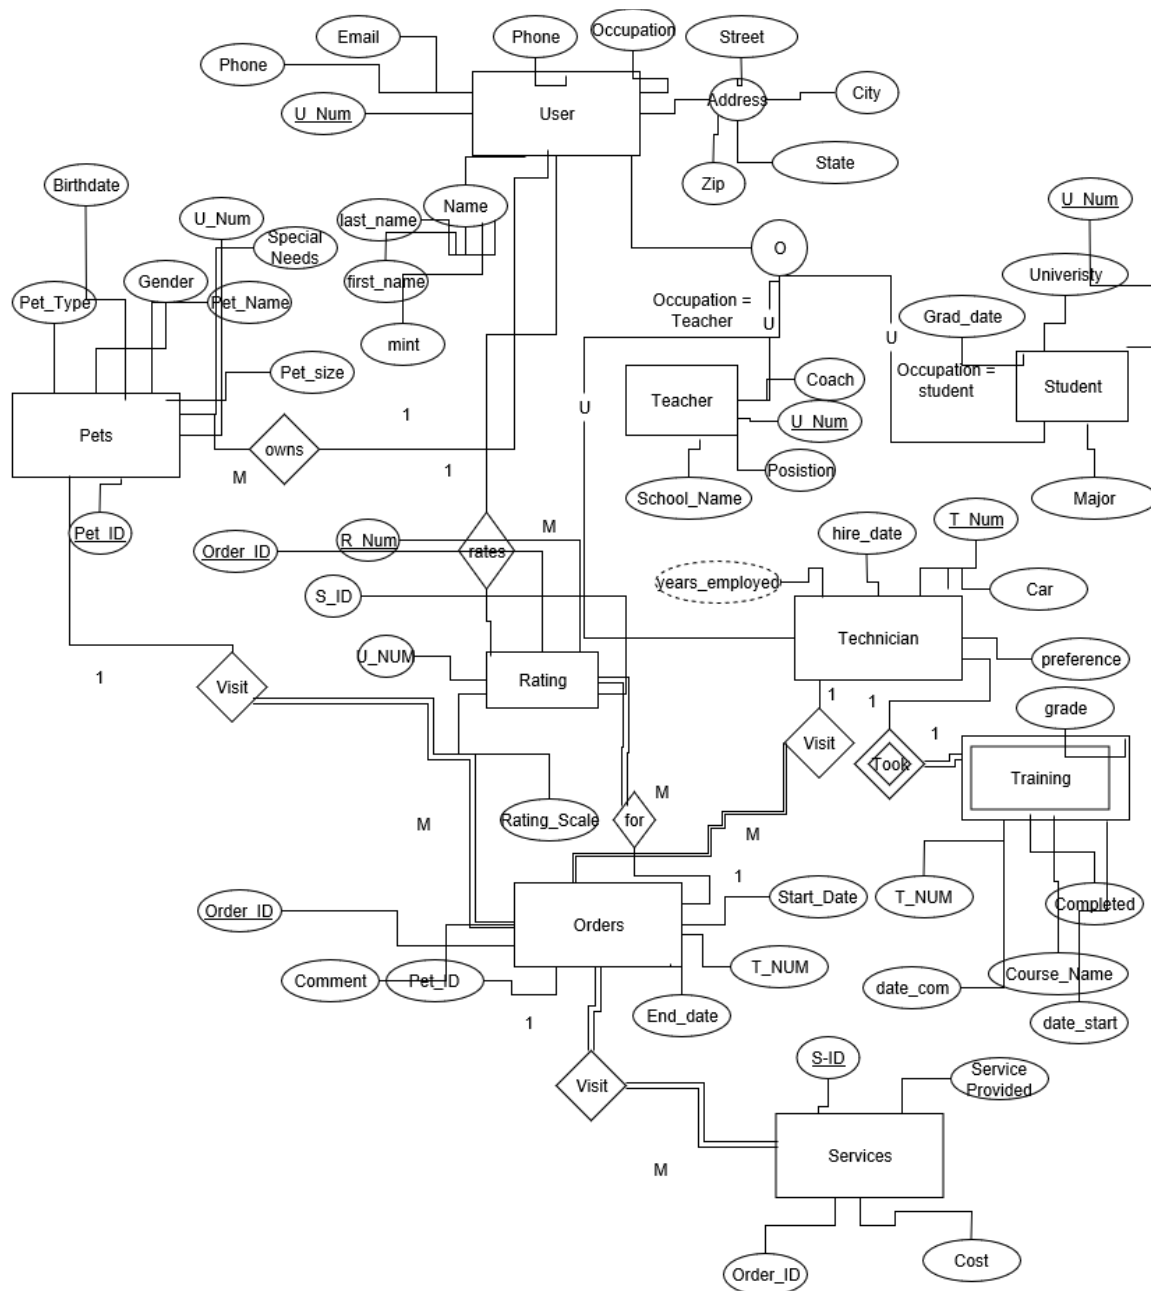 Email
Phone
Occupation
Street
Phone
Address
City
U_Num
User
State
Zip
Birthdate
Name
U_Num
last_name
U_Num
Special
Needs
O
Gender
first_name
Univeristy
Pet_Type
Pet_Name
Occupation =
Teacher
U
Grad_date
U
mint
Pet_size
Occupation =
student
Coach
Teacher
Student
U
1
U_Num
Pets
owns
1
M
Posistion
School_Name
Major
M
T_Num
Pet_ID
hire_date
R_Num
Order_ID
rates
years_employed
Car
S_ID
Technician
U_NUM
preference
1
Rating
Visit
1
1
grade
1
Visit
Took
Training
M
Rating_Scale
for
M
M
1
Start_Date
T_NUM
Completed
Order_ID
Orders
T_NUM
Comment
Pet_ID
Course_Name
date_com
End_date
1
date_start
S-ID
Service
Provided
Visit
Services
M
Order_ID
Cost